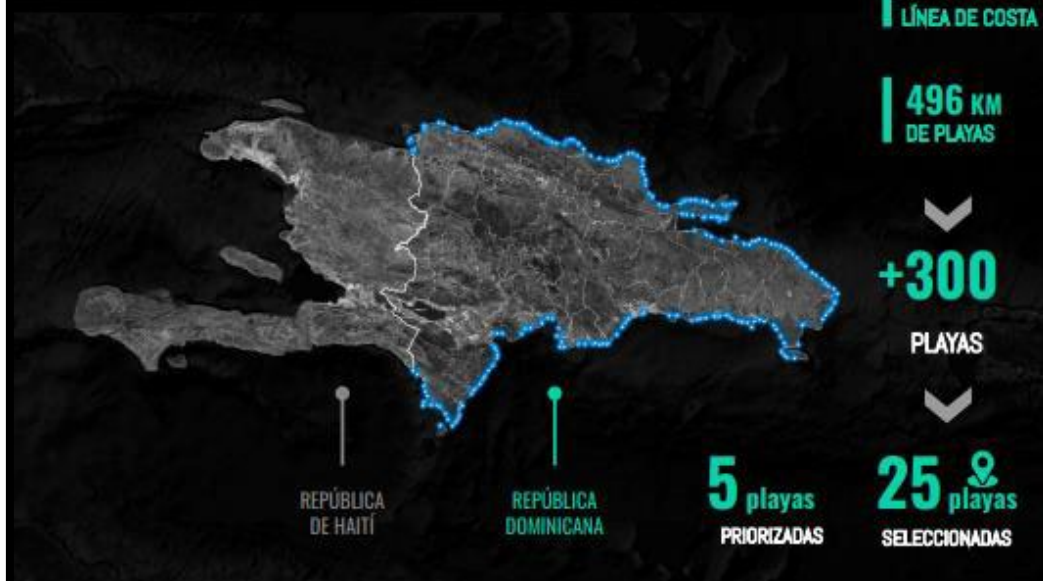 LÍNEA DE COSTA
496 KM
DE PLAYAS
+300
PLAYAS
REPÚBLICA
DE HAITÍ
REPÚBLICA
DOMINICANA
5 playas
PRIORIZADAS
25 playas
SELECCIONADAS